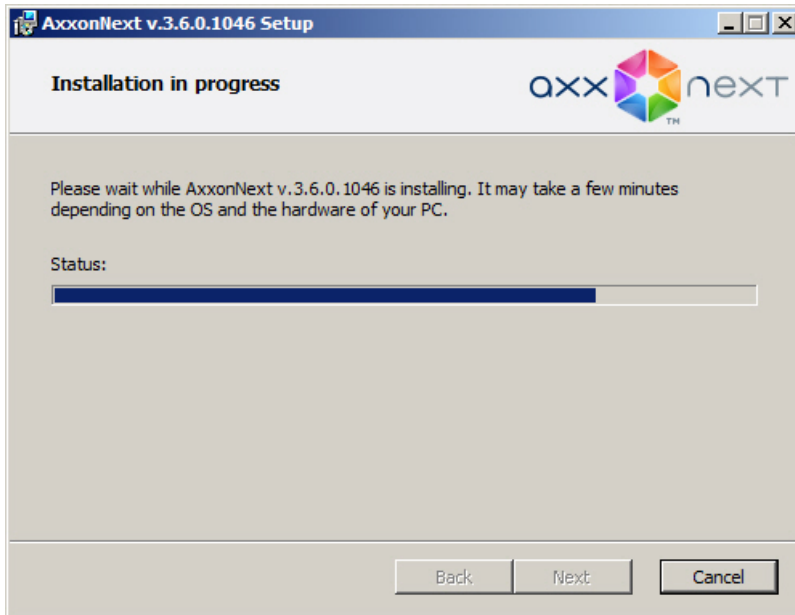 AxxonNext v.3.6.0.1046 Setup
Installation in progress
axx next
TM
Please wait while AxxonNext v.3.6.0.1046 is installing. It may take a few minutes
depending on the OS and the hardware of your PC.
Status:
Back Next Cancel